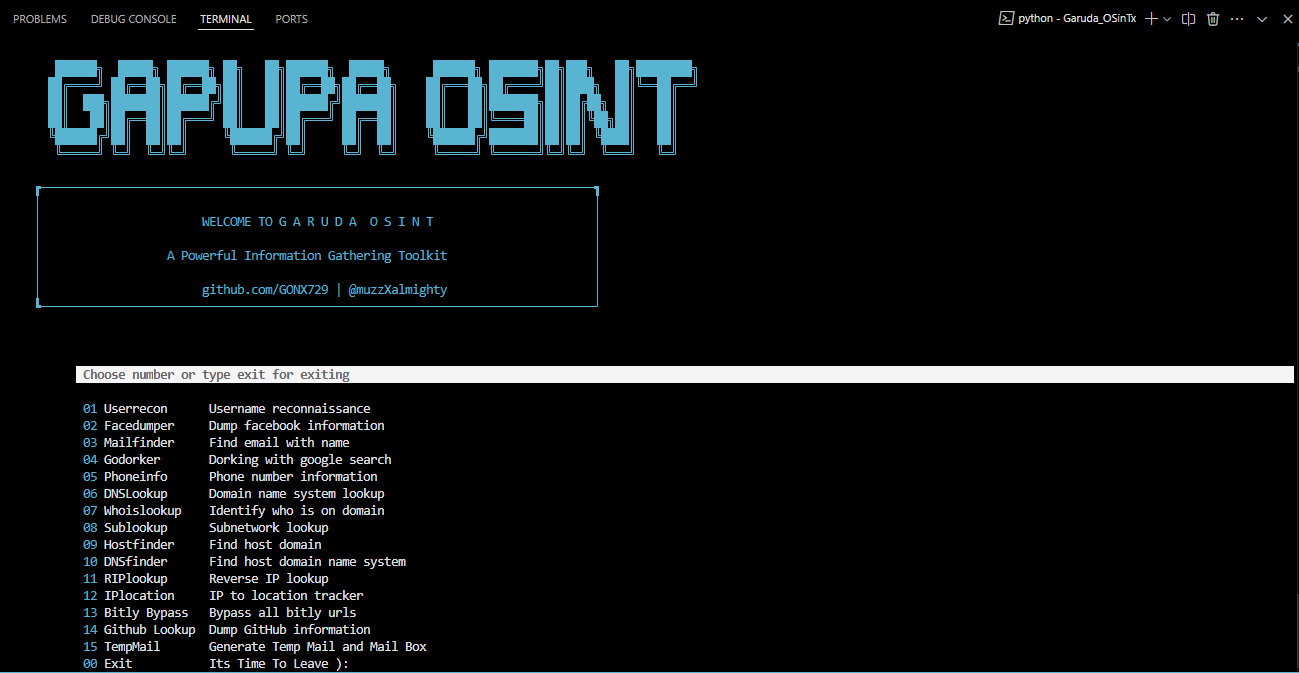 PROBLEMS DEBUG CONSOLE TERMINAL PORTS python - Garuda_OSinTx
GAPUPA OSINT
WELCOME TO G A R U D A O S I N T
A Powerful Information Gathering Toolkit
github.com/GONX729 | @muzzXalmighty
Choose number or type exit for exiting
01 Userrecon Username reconnaissance
02 Facedumper Dump facebook information
03 Mailfinder Find email with name
04 Godorker Dorking with google search
05 Phoneinfo Phone number information
06 DNSLookup Domain name system lookup
07 Whoislookup Identify who is on domain
08 Sublookup Subnetwork lookup
09 Hostfinder Find host domain
10 DNSfinder Find host domain name system
11 RIPlookup Reverse IP lookup
12 IPlocation IP to location tracker
13 Bitly Bypass Bypass all bitly urls
14 Github Lookup Dump GitHub information
15 TempMail Generate Temp Mail and Mail Box
00 Exit Its Time To Leave ):